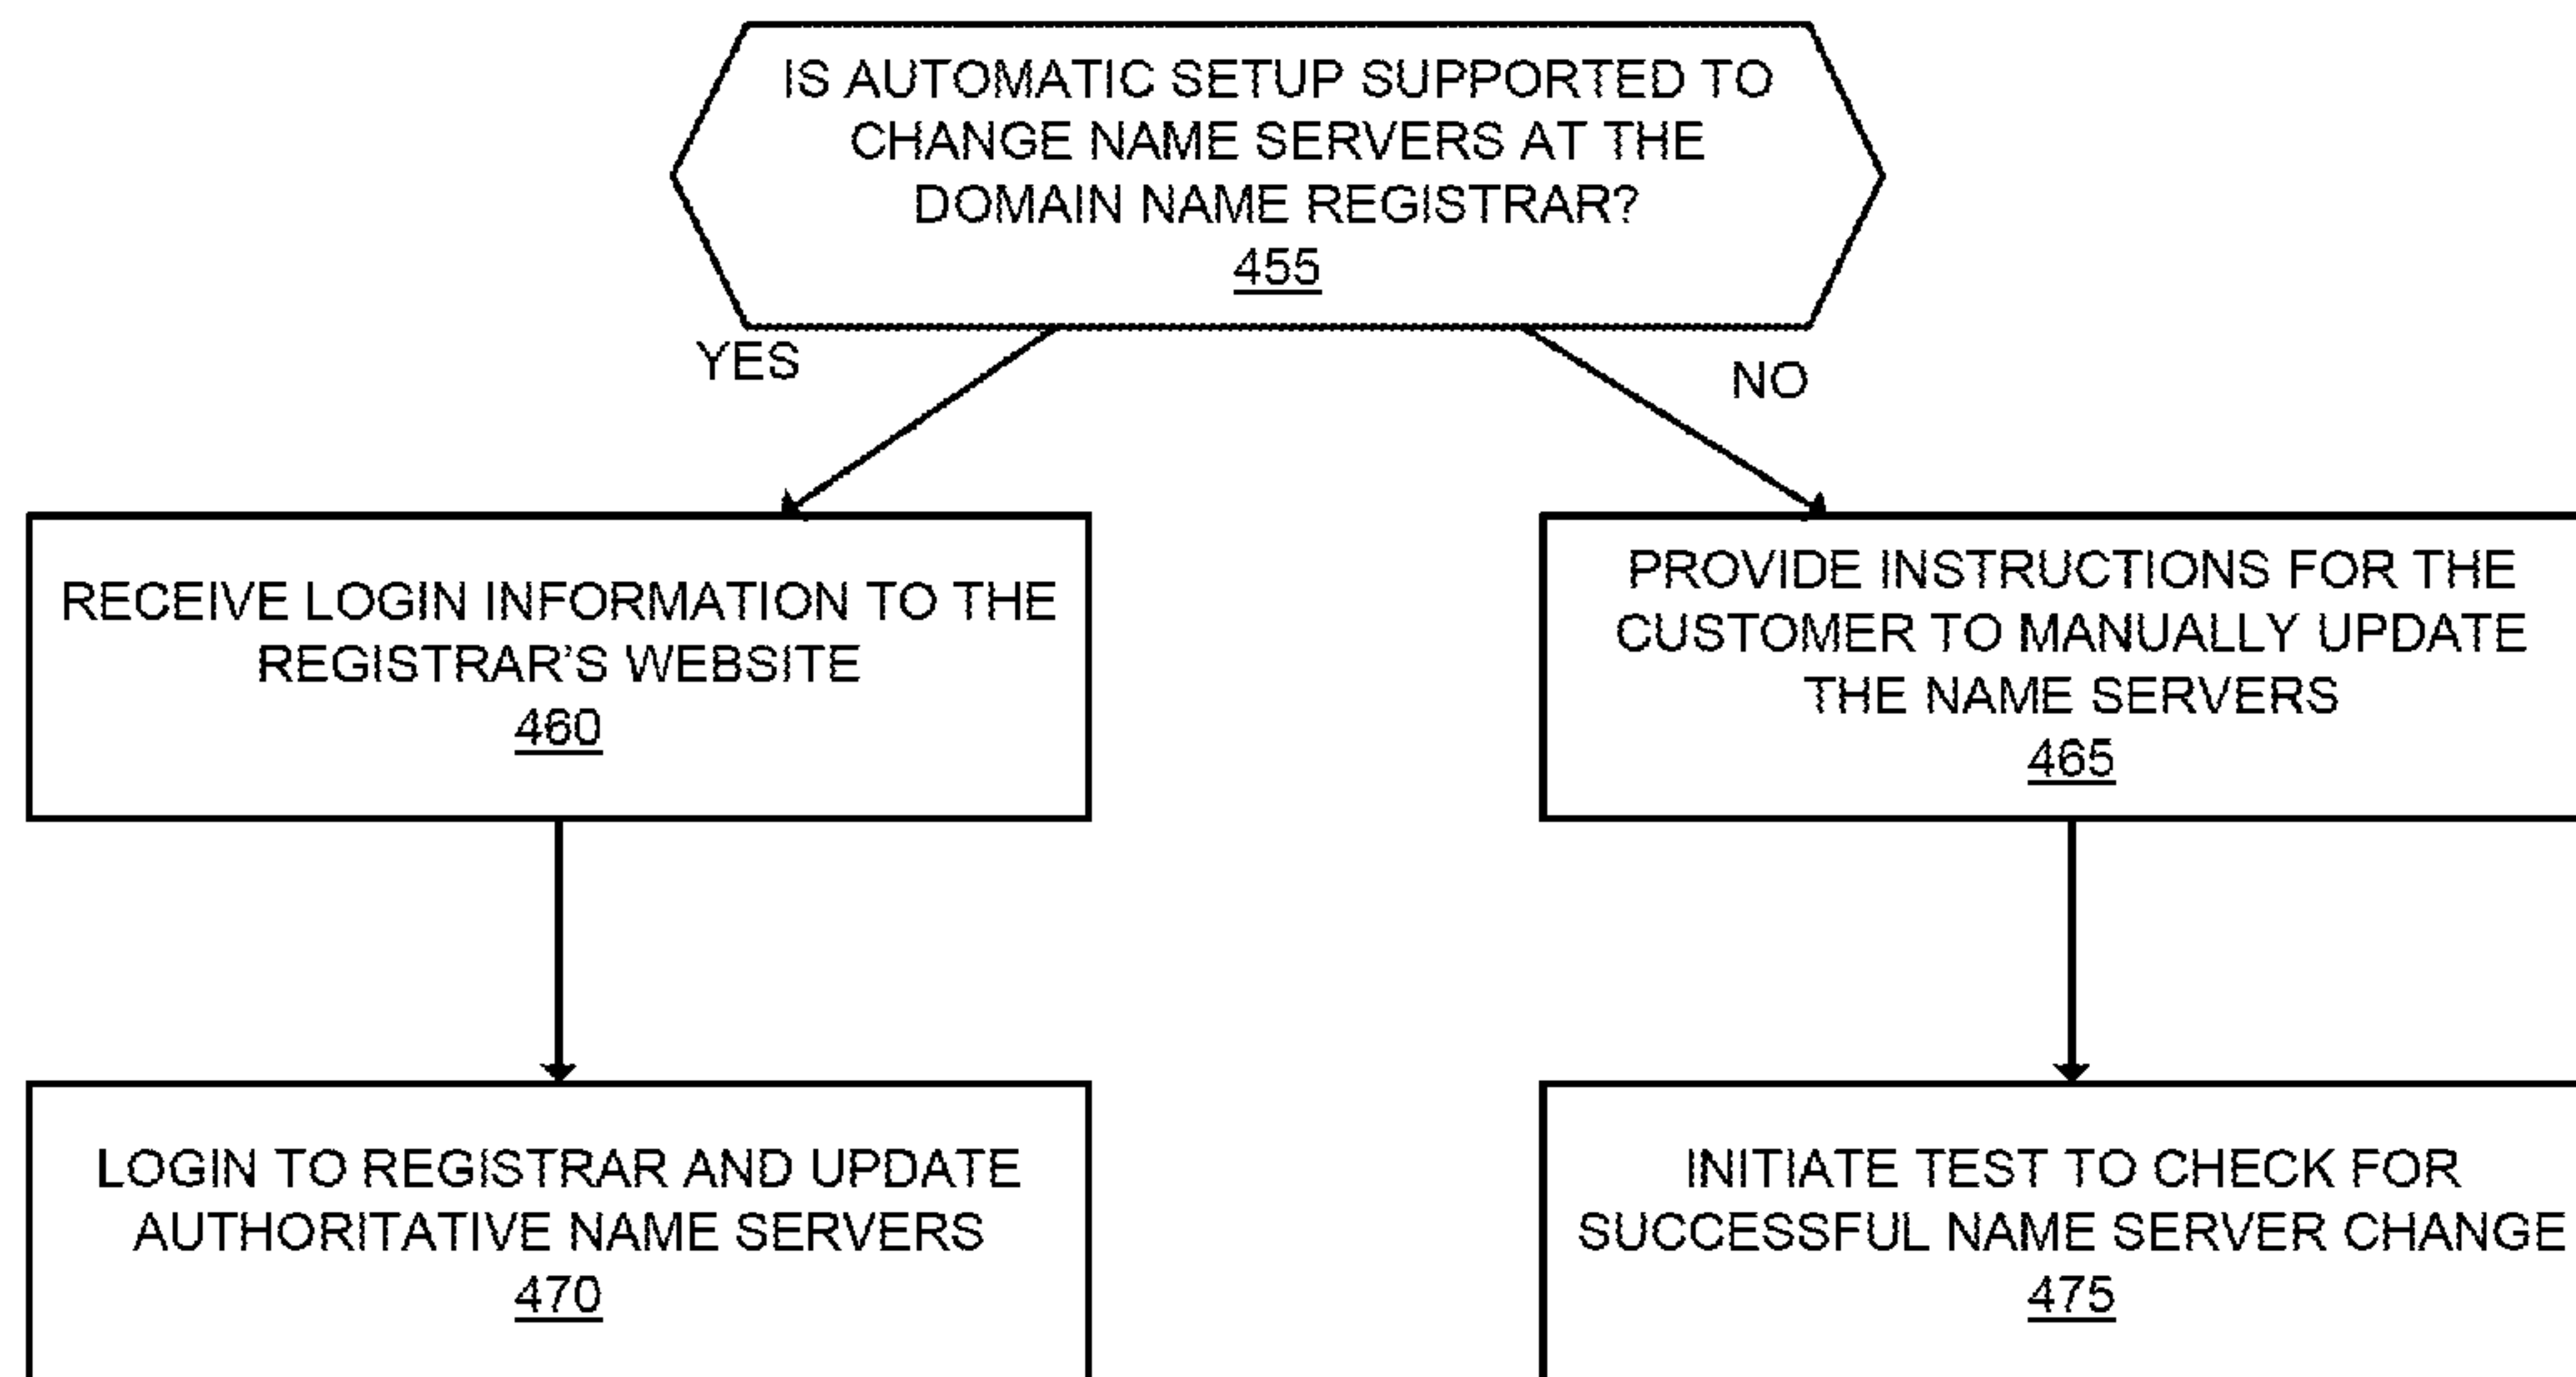 IS AUTOMATIC SETUP SUPPORTED TO
CHANGE NAME SERVERS AT THE
DOMAIN NAME REGISTRAR?
455
YES
NO
RECEIVE LOGIN INFORMATION TO THE
REGISTRAR'S WEBSITE
460
PROVIDE INSTRUCTIONS FOR THE
CUSTOMER TO MANUALLY UPDATE
THE NAME SERVERS
465
LOGIN TO REGISTRAR AND UPDATE
AUTHORITATIVE NAME SERVERS
470
INITIATE TEST TO CHECK FOR
SUCCESSFUL NAME SERVER CHANGE
475